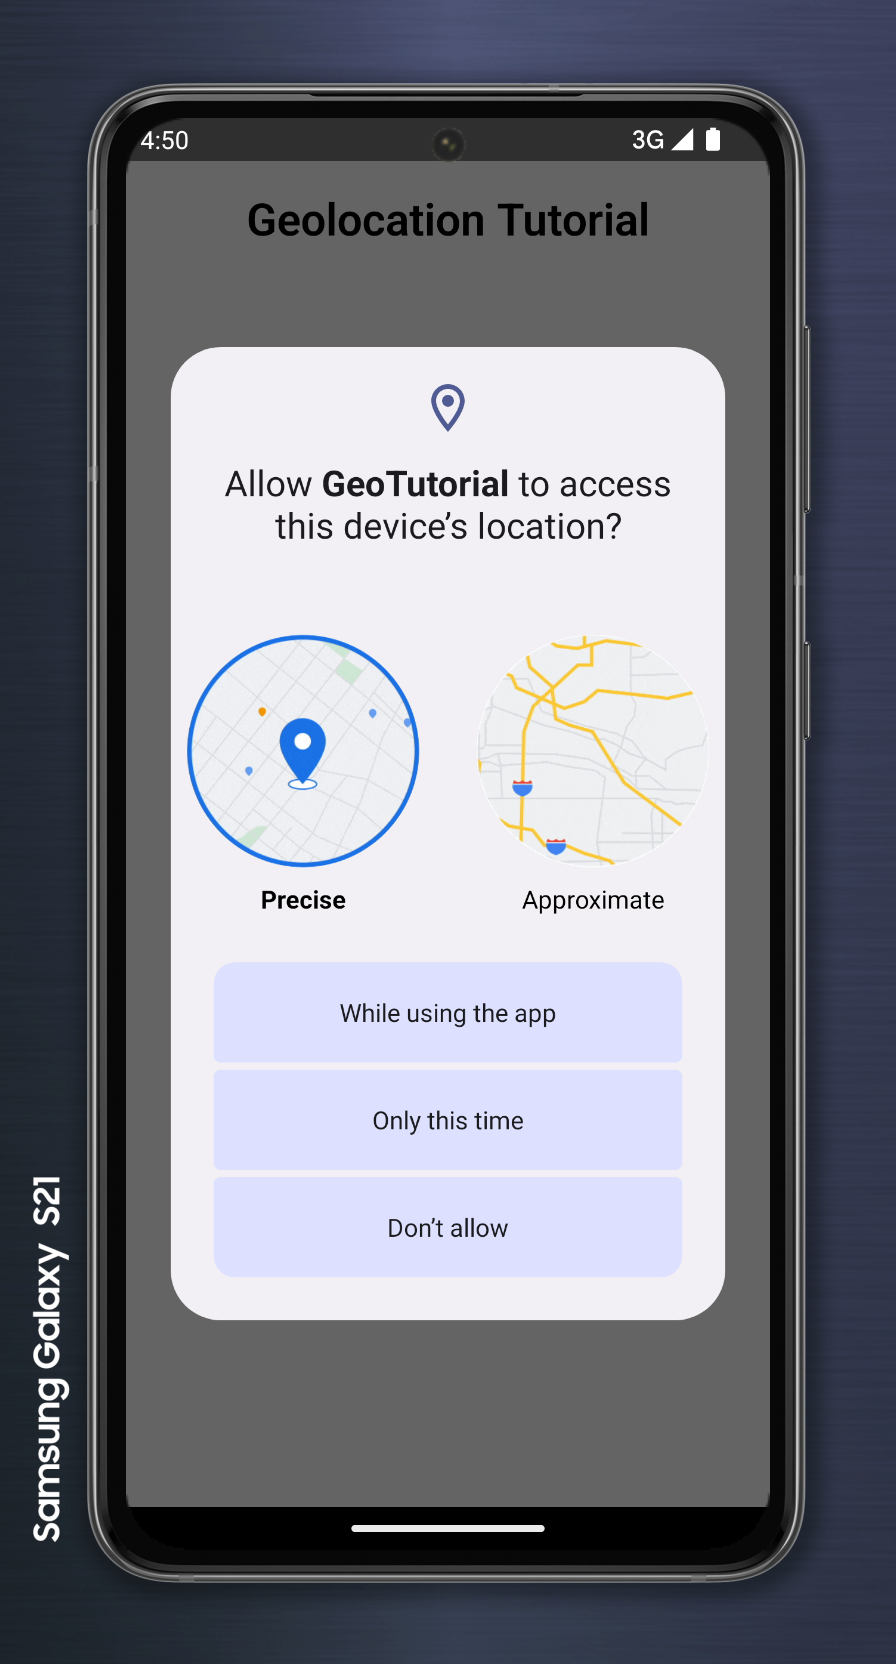 4:50
3G
Geolocation Tutorial
Allow GeoTutorial to access
this device’s location?
Precise
Approximate
While using the app
Only this time
Don’t allow
Samsung Galaxy S21